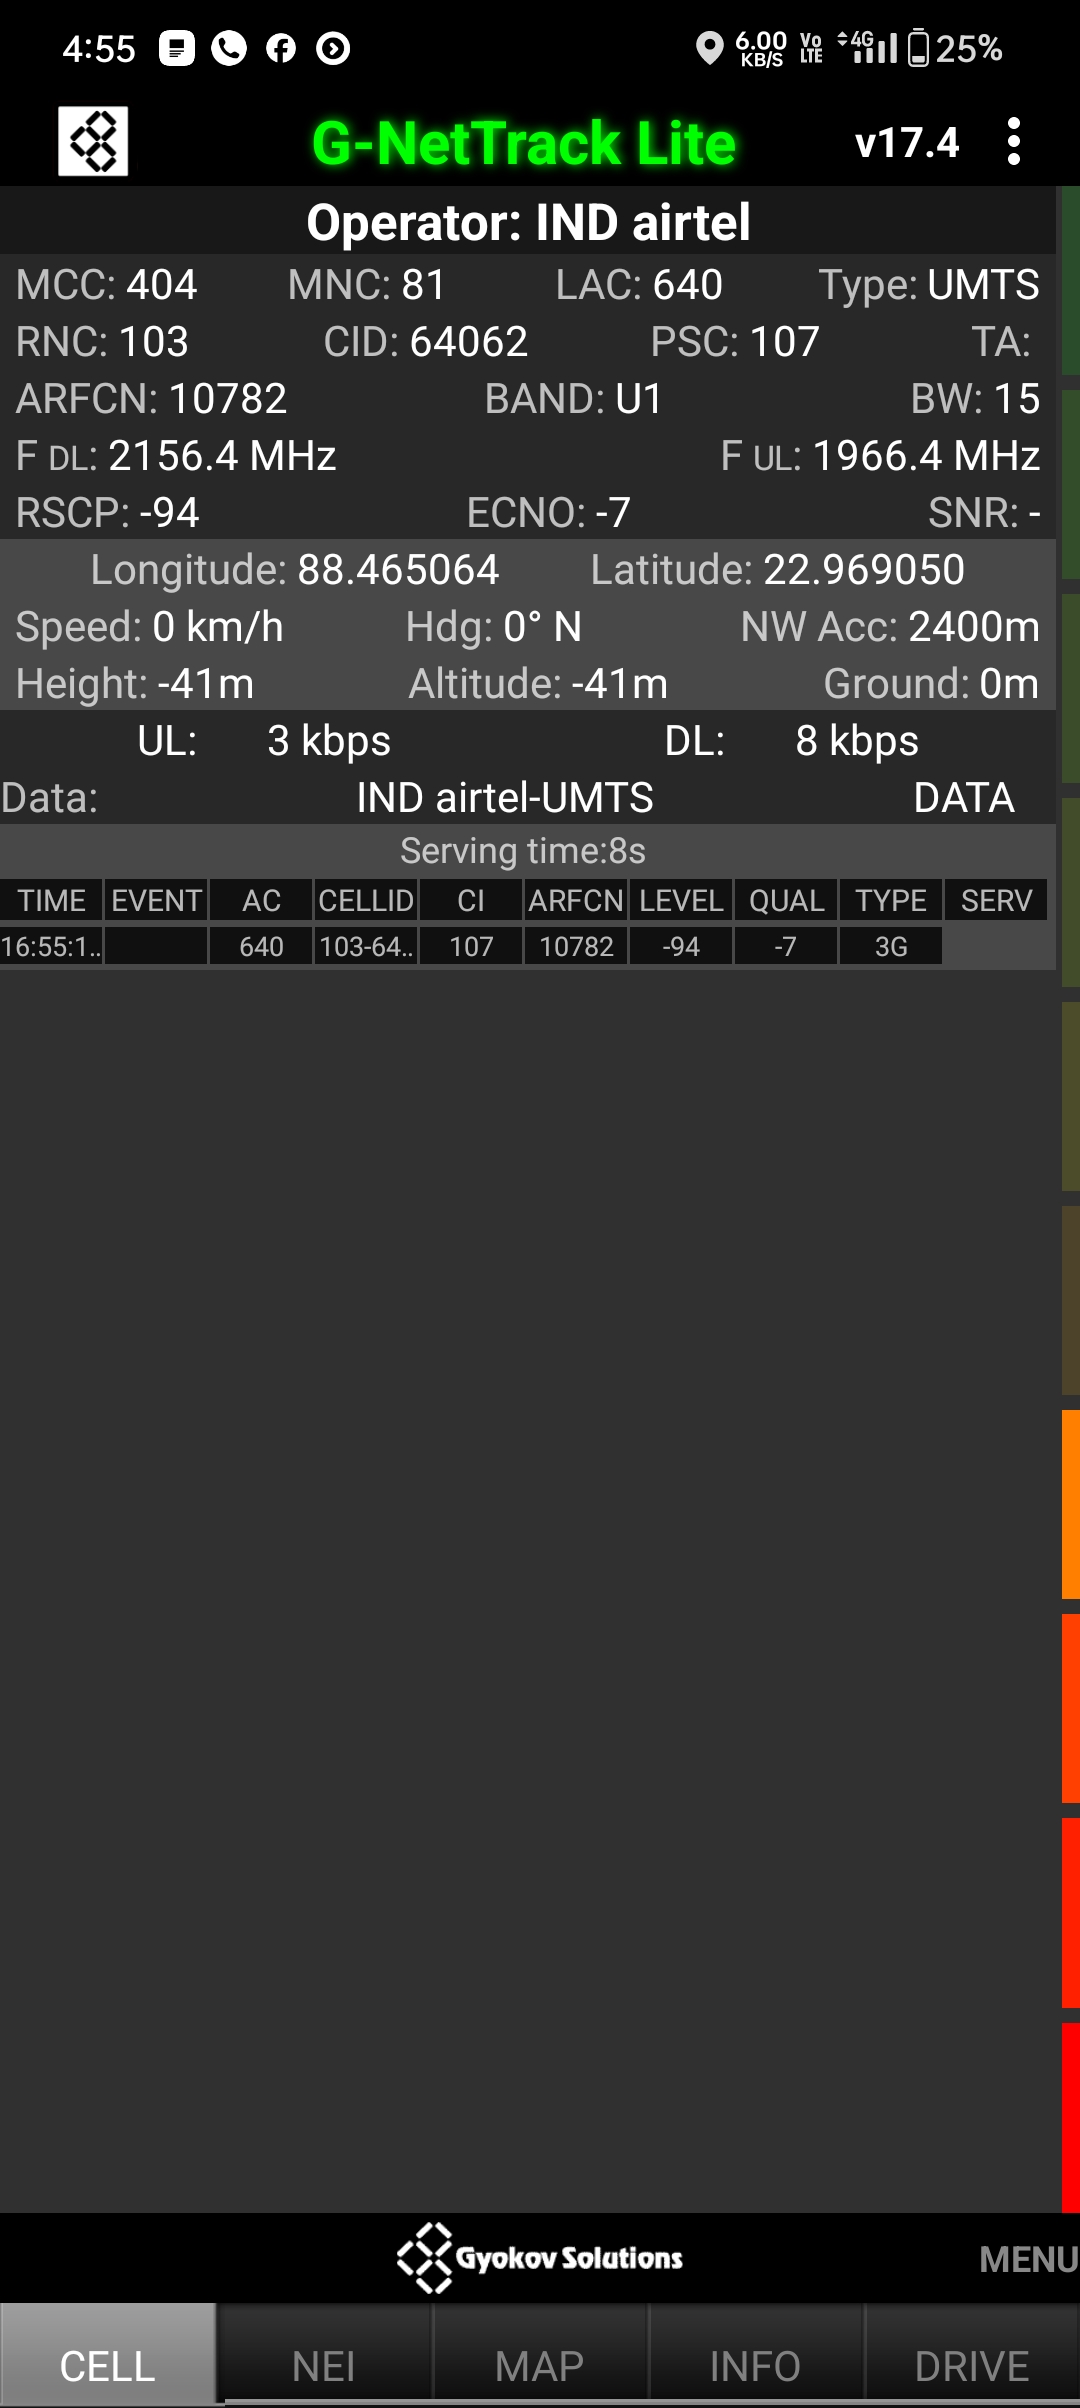 4:55 6.00 KB/S Vo LTE 4G 25%
G-NetTrack Lite v17.4
Operator: IND airtel
MCC: 404 MNC: 81 LAC: 640 Type: UMTS
RNC: 103 CID: 64062 PSC: 107 TA:
ARFCN: 10782 BAND: U1 BW: 15
F DL: 2156.4 MHz F UL: 1966.4 MHz
RSCP: -94 ECNO: -7 SNR: -
Longitude: 88.465064 Latitude: 22.969050
Speed: 0 km/h Hdg: 0° N NW Acc: 2400m
Height: -41m Altitude: -41m Ground: 0m
UL: 3 kbps DL: 8 kbps
Data: IND airtel-UMTS DATA
Serving time:8s
TIME EVENT AC CELLID CI ARFCN LEVEL QUAL TYPE SERV
16:55:1.. 640 103-64.. 107 10782 -94 -7 3G
Gyokov Solutions MENU
CELL NEI MAP INFO DRIVE